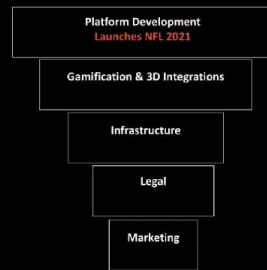 Platform Development
Launches NFL 2021
Gamification & 3D Integrations
Infrastructure
Legal
Marketing